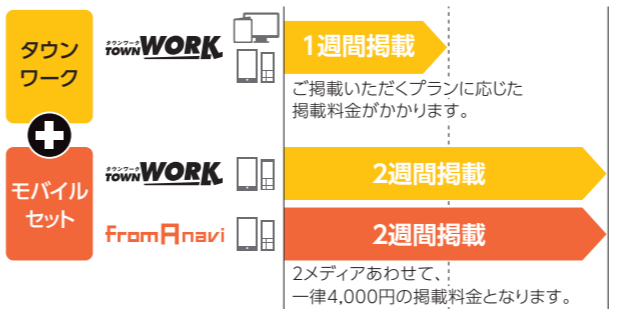 タウン
ワーク
タウンワーク
TOWN WORK
1週間掲載
ご掲載いただくプランに応じた
掲載料金がかかります。
モバイル
セット
タウンワーク
TOWN WORK
2週間掲載
fromAnavi
2週間掲載
2メディアあわせて、
一律4,000円の掲載料金となります。